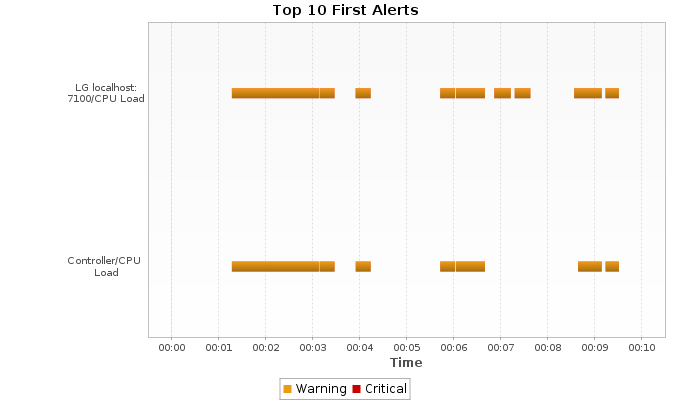 Top 10 First Alerts
LG localhost:
7100/CPU Load
Controller/CPU
Load
00:00 00:01 00:02 00:03 00:04 00:05 00:06 00:07 00:08 00:09 00:10
Time
Warning Critical